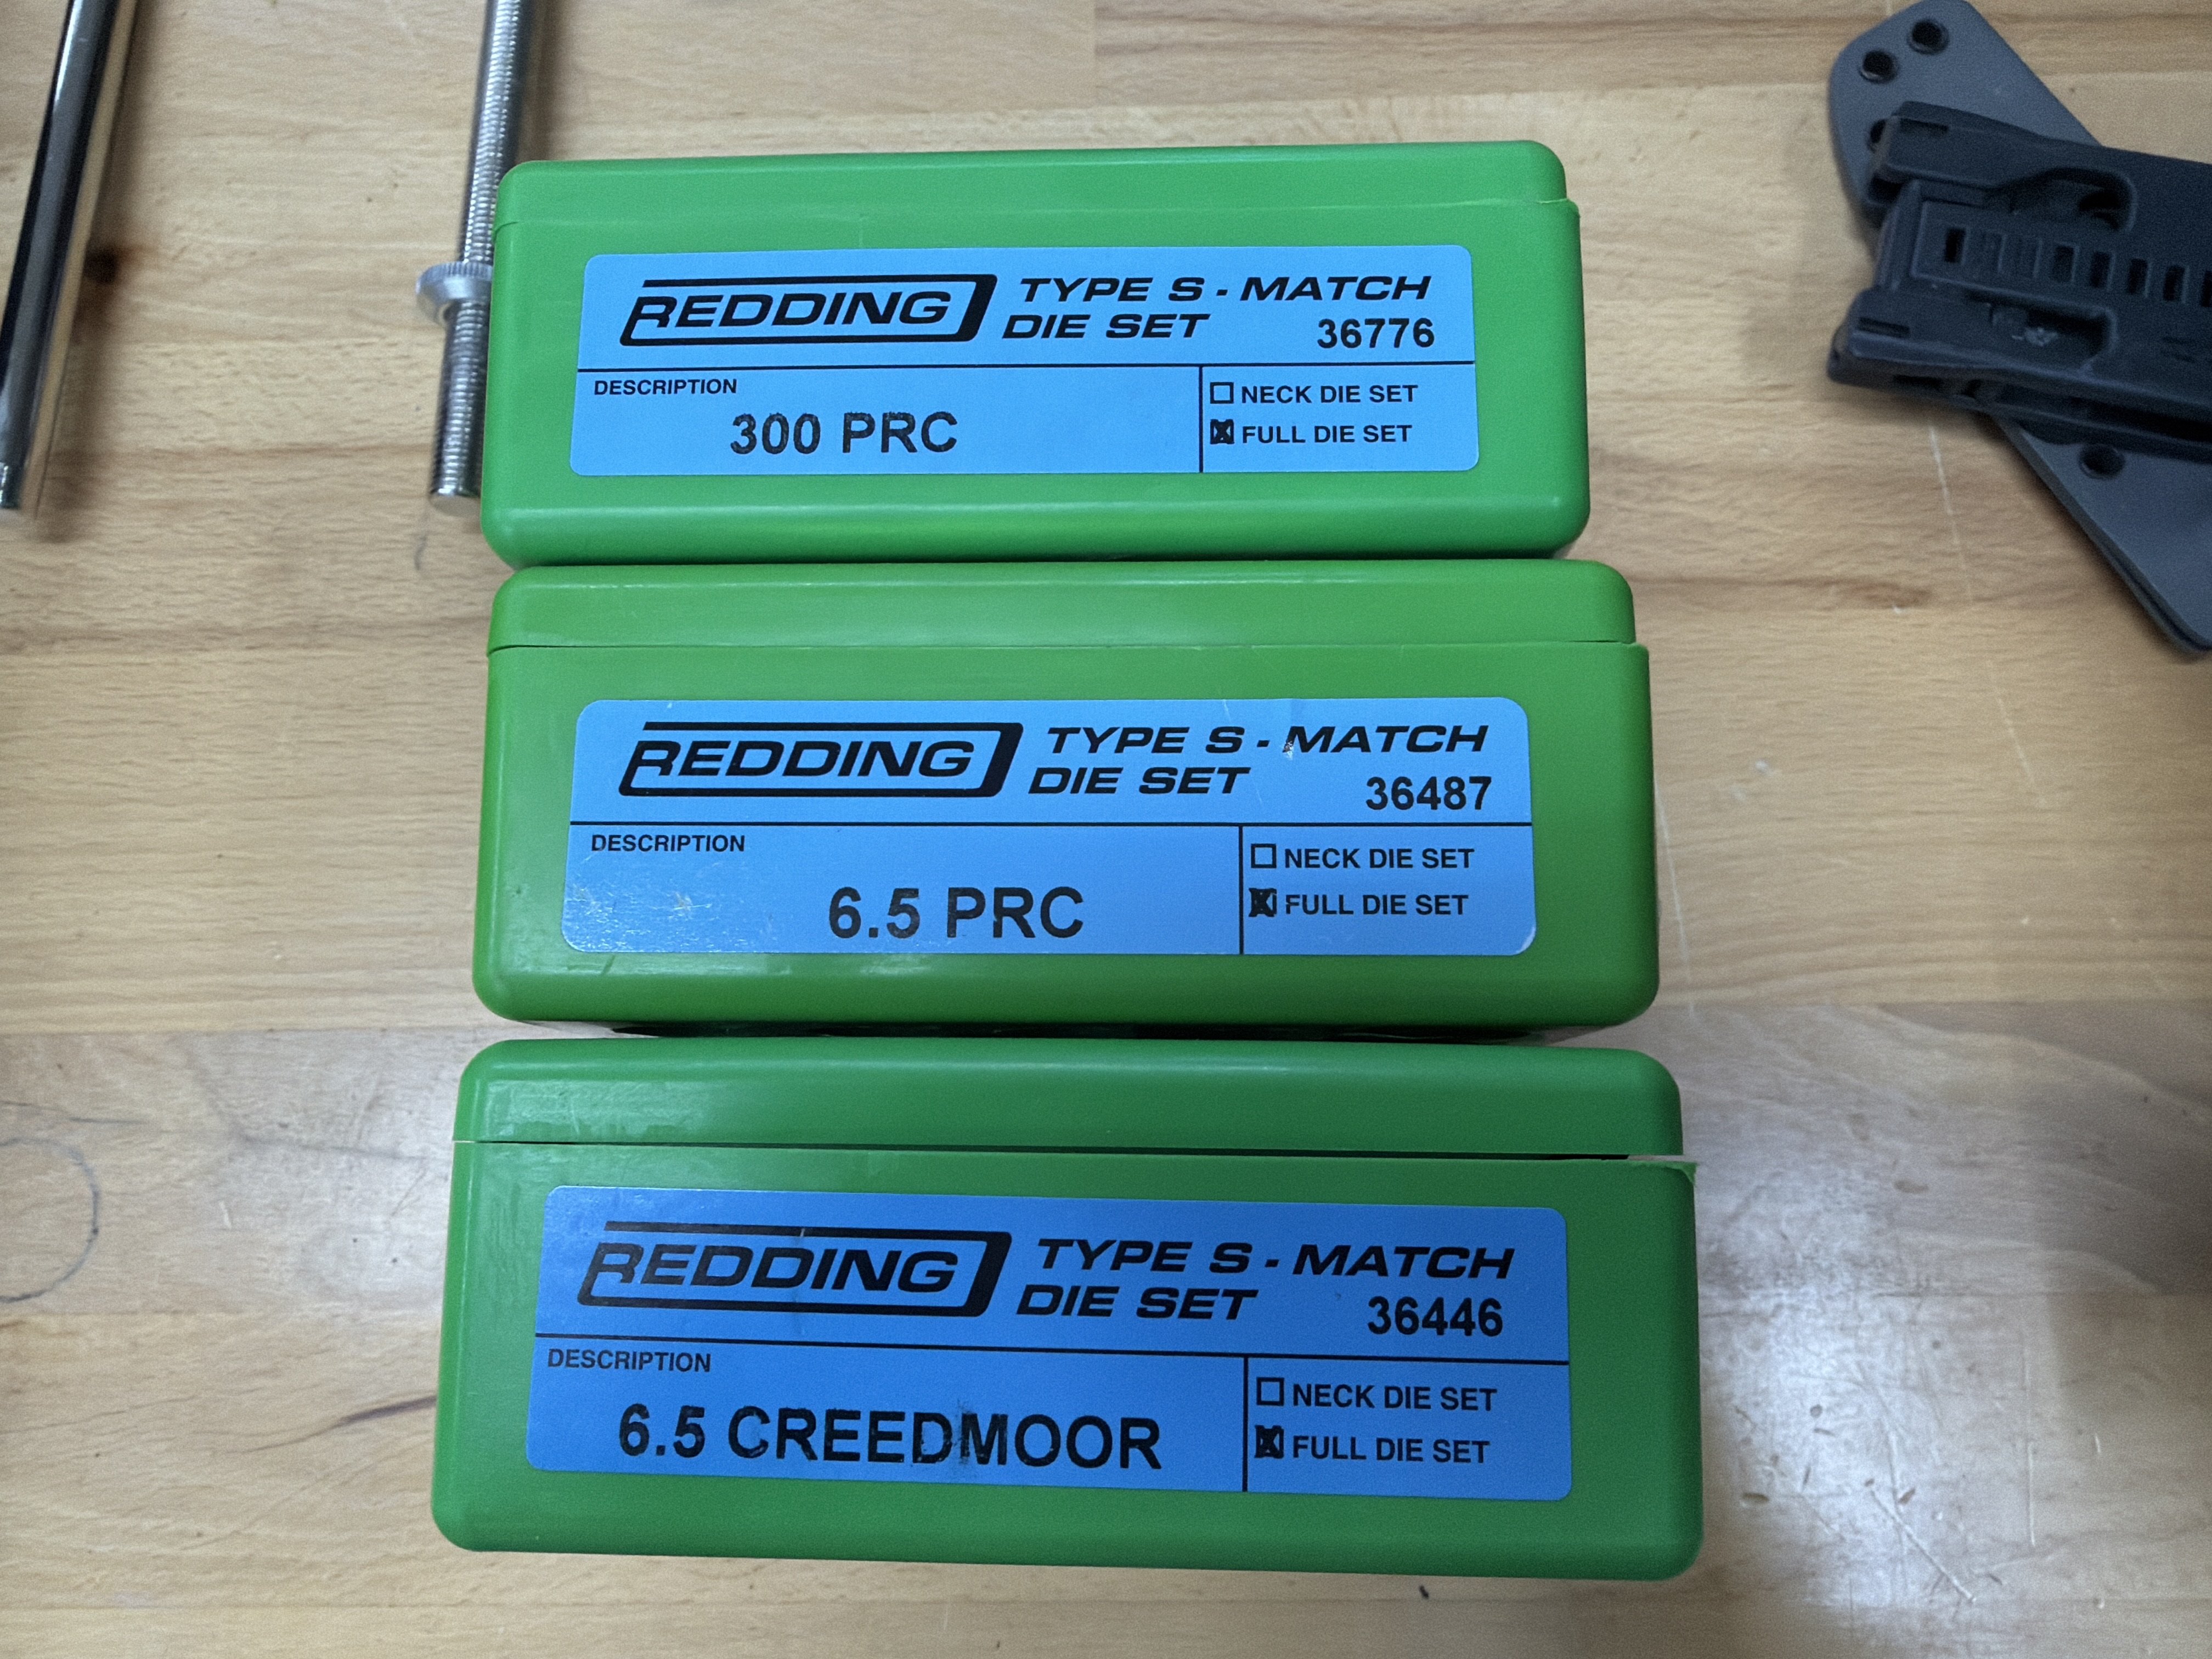 REDDING TYPE S - MATCH
DIE SET 36776
DESCRIPTION
300 PRC
☐ NECK DIE SET
☒ FULL DIE SET
REDDING TYPE S - MATCH
DIE SET 36487
DESCRIPTION
6.5 PRC
☐ NECK DIE SET
☒ FULL DIE SET
REDDING TYPE S - MATCH
DIE SET 36446
DESCRIPTION
6.5 CREEDMOOR
☐ NECK DIE SET
☒ FULL DIE SET